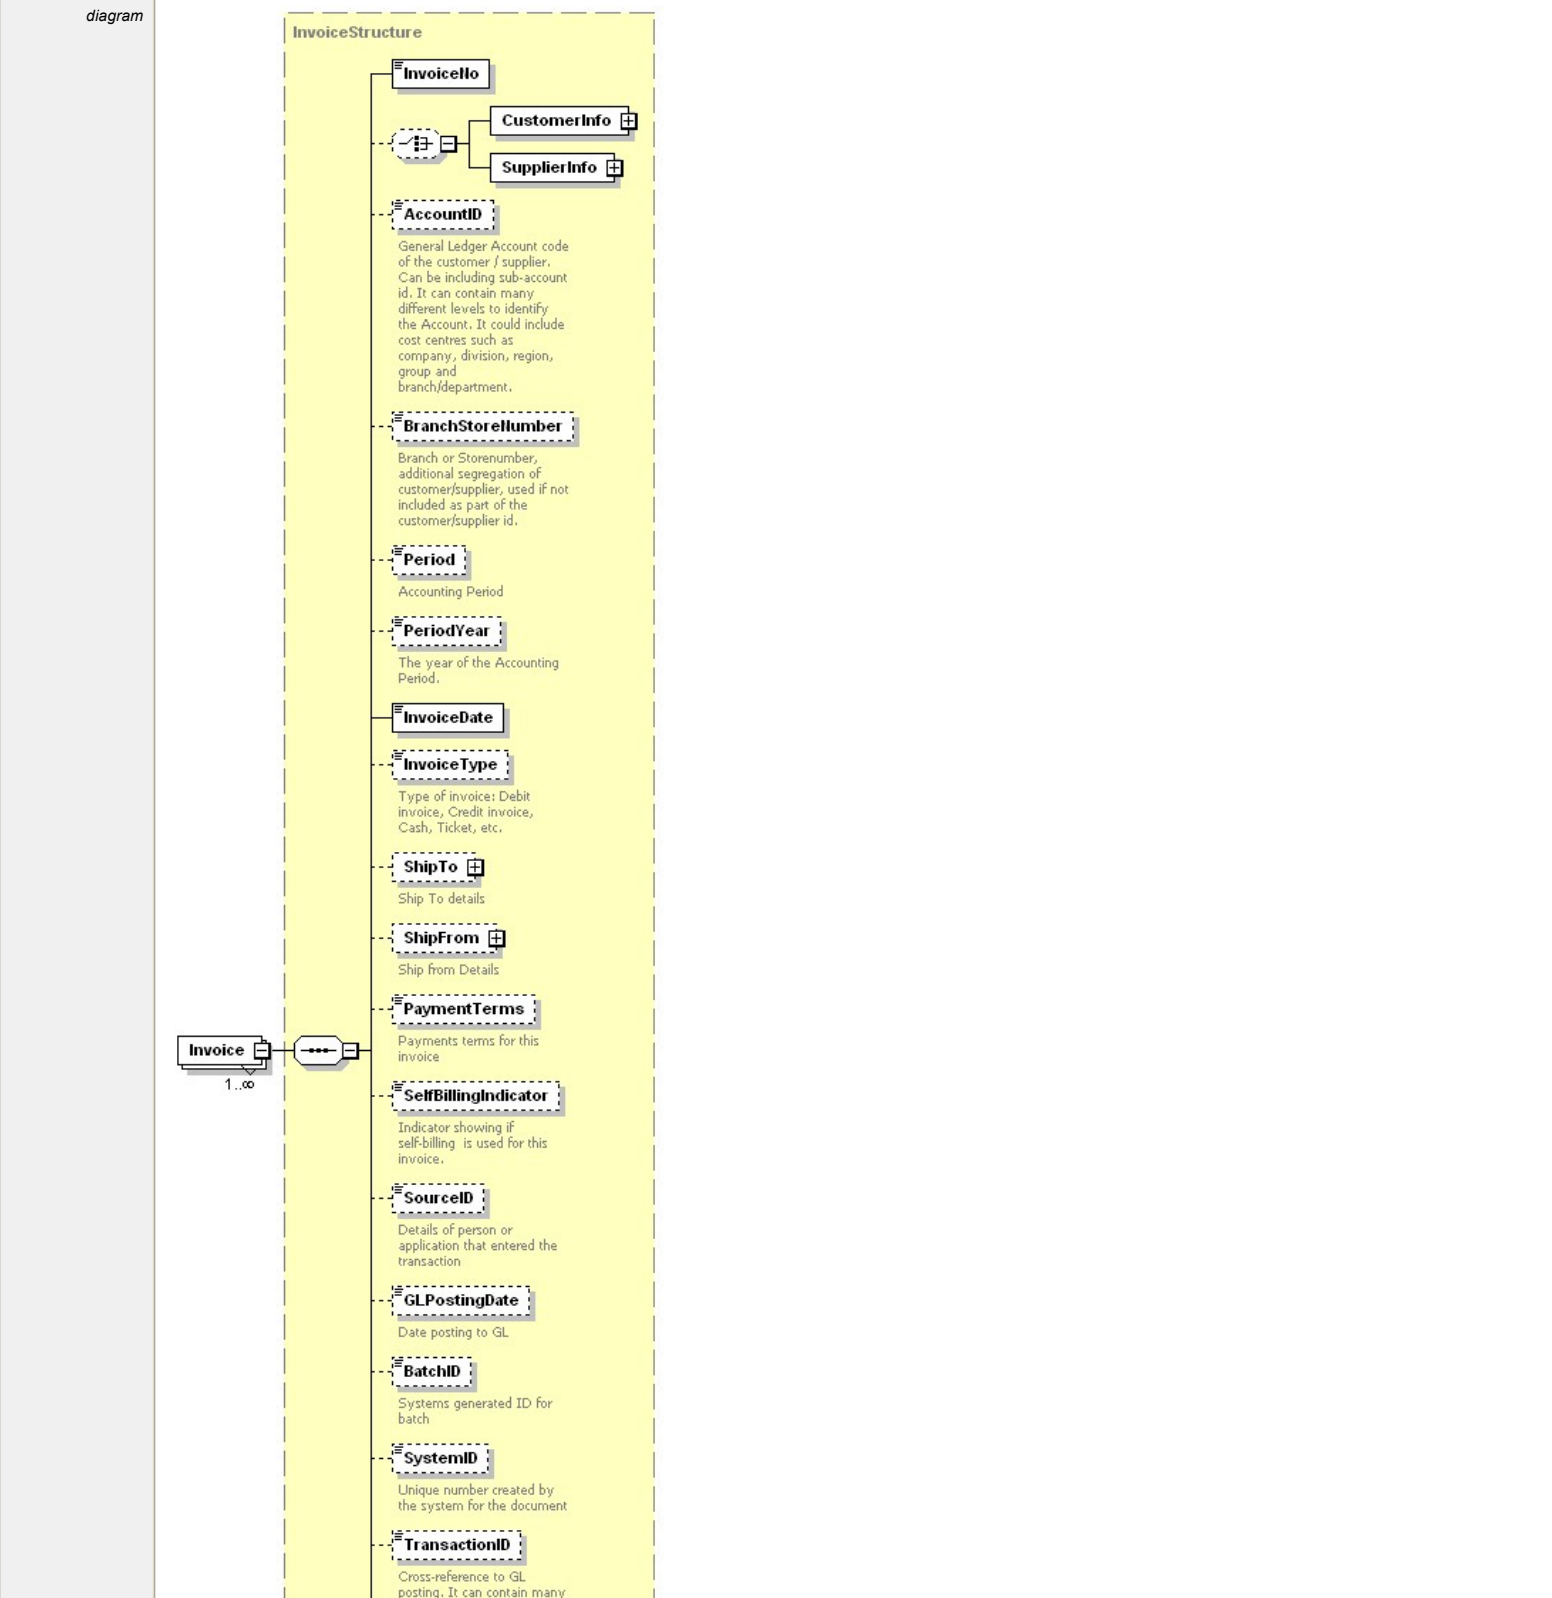 diagram
InvoiceStructure
InvoiceNo
CustomerInfo
SupplierInfo
AccountID
General Ledger Account code
of the customer / supplier.
Can be including sub-account
id. It can contain many
different levels to identify
the Account. It could include
cost centres such as
company, division, region,
group and
branch/department.
BranchStoreNumber
Branch or Storenumber,
additional segregation of
customer/supplier, used if not
included as part of the
customer/supplier id.
Period
Accounting Period
PeriodYear
The year of the Accounting
Period.
InvoiceDate
InvoiceType
Type of invoice: Debit
invoice, Credit invoice,
Cash, Ticket, etc.
ShipTo
Ship To details
ShipFrom
Ship from Details
PaymentTerms
Payments terms for this
invoice
Invoice
1..∞
SelfBillingIndicator
Indicator showing if
self-billing  is used for this
invoice.
SourceID
Details of person or
application that entered the
transaction
GLPostingDate
Date posting to GL
BatchID
Systems generated ID for
batch
SystemID
Unique number created by
the system for the document
TransactionID
Cross-reference to GL
posting. It can contain many